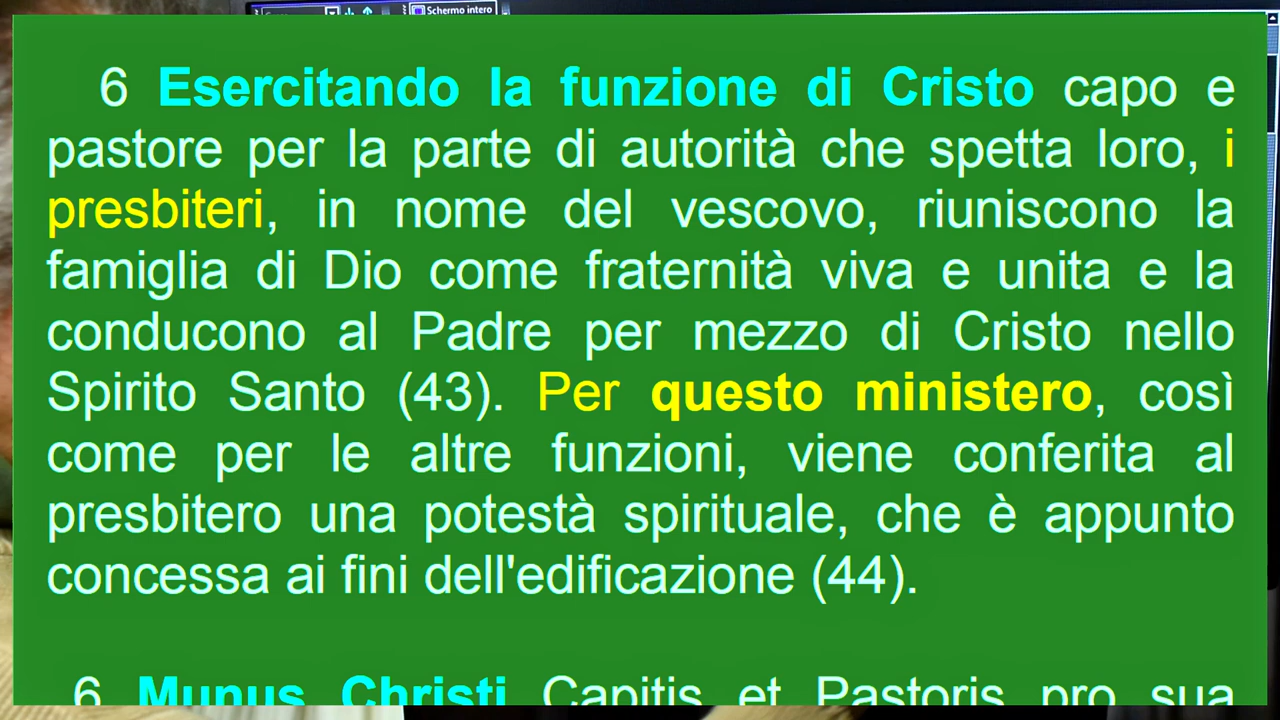 Schermo intero
6 Esercitando la funzione di Cristo capo e
pastore per la parte di autorità che spetta loro, i
presbiteri, in nome del vescovo, riuniscono la
famiglia di Dio come fraternità viva e unita e la
conducono al Padre per mezzo di Cristo nello
Spirito Santo (43). Per questo ministero, così
come per le altre funzioni, viene conferita al
presbitero una potestà spirituale, che è appunto
concessa ai fini dell'edificazione (44).
6 Munus Christi Capitis et Pastoris pro sua